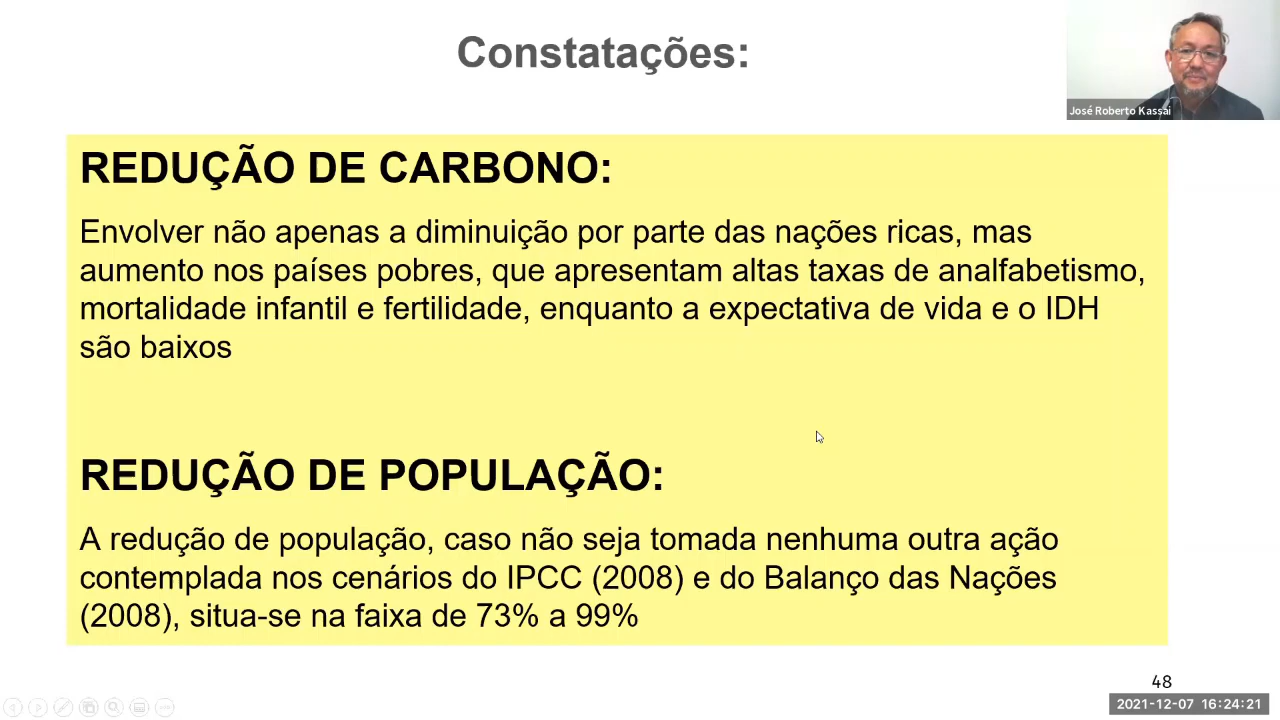 Constatações:
José Roberto Kassai
REDUÇÃO DE CARBONO:
Envolver não apenas a diminuição por parte das nações ricas, mas
aumento nos países pobres, que apresentam altas taxas de analfabetismo,
mortalidade infantil e fertilidade, enquanto a expectativa de vida e o IDH
são baixos
REDUÇÃO DE POPULAÇÃO:
A redução de população, caso não seja tomada nenhuma outra ação
contemplada nos cenários do IPCC (2008) e do Balanço das Nações
(2008), situa-se na faixa de 73% a 99%
48
2021-12-07 16:24:21